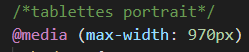 /*tablettes portrait*/
@media (max-width: 970px)